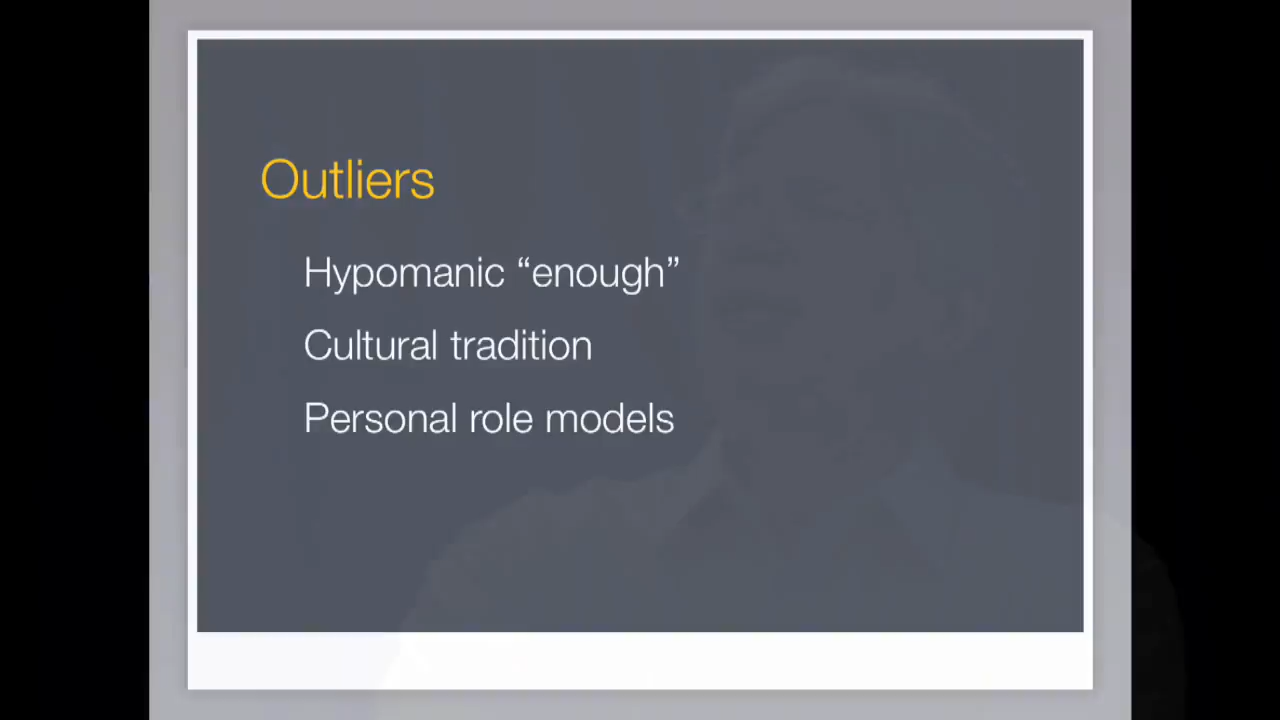 Outliers
Hypomanic “enough”
Cultural tradition
Personal role models